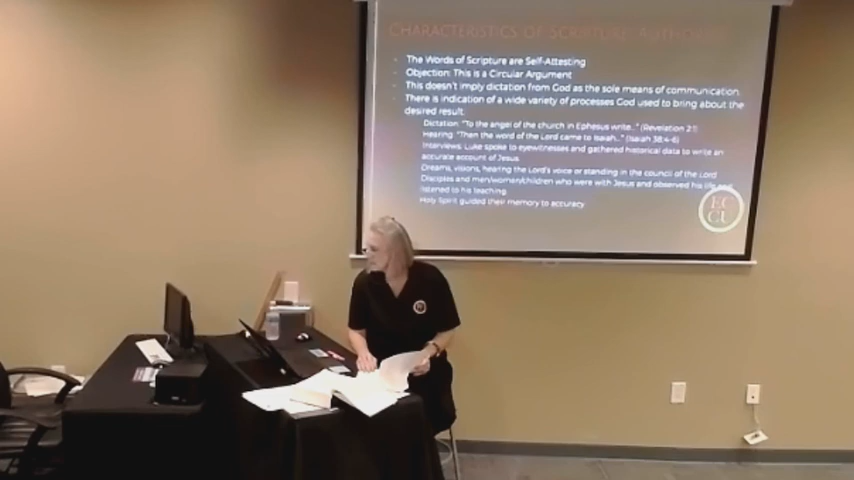 CHARACTERISTICS OF SCRIPTURE: AUTHORITY
The Words of Scripture are Self-Attesting
Objection: This is a Circular Argument
This doesn't imply dictation from God as the sole means of communication.
There is indication of a wide variety of processes God used to bring about the
desired result.
Dictation: "To the angel of the church in Ephesus write..." (Revelation 2:1)
Hearing: "Then the word of the Lord came to Isaiah..." (Isaiah 38:4-6)
Interviews: Luke spoke to eyewitnesses and gathered historical data to write an
accurate account of Jesus.
Dreams, visions, hearing the Lord's voice or standing in the council of the Lord
Disciples and men/women/children who were with Jesus and observed his life and
listened to his teaching.
Holy Spirit guided their memory to accuracy.
EC
CU